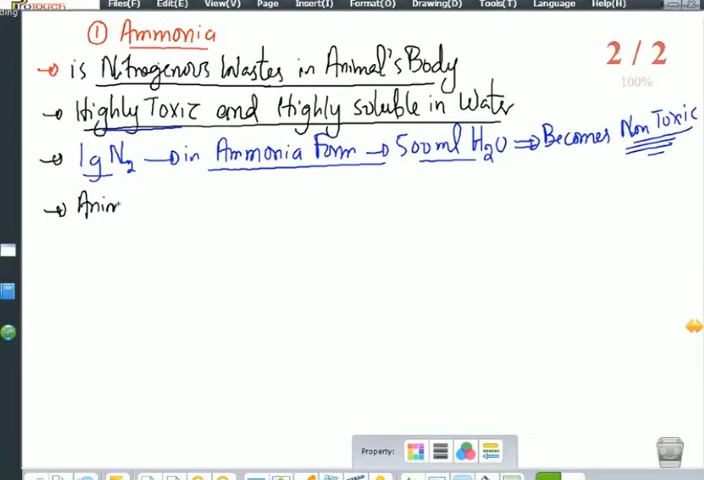 ProTouch Files(F) Edit(E) View(V) Page Insert(I) Format(O) Drawing(D) Tools(T) Language Help(H)
① Ammonia
2 / 2
100%
→ is Nitrogenous Wastes in Animal's Body
→ Highly Toxic and Highly soluble in Water
→ 1g N2 → in Ammonia Form → 500ml H2O ⇒ Becomes Non Toxic
→ Anim
Property: